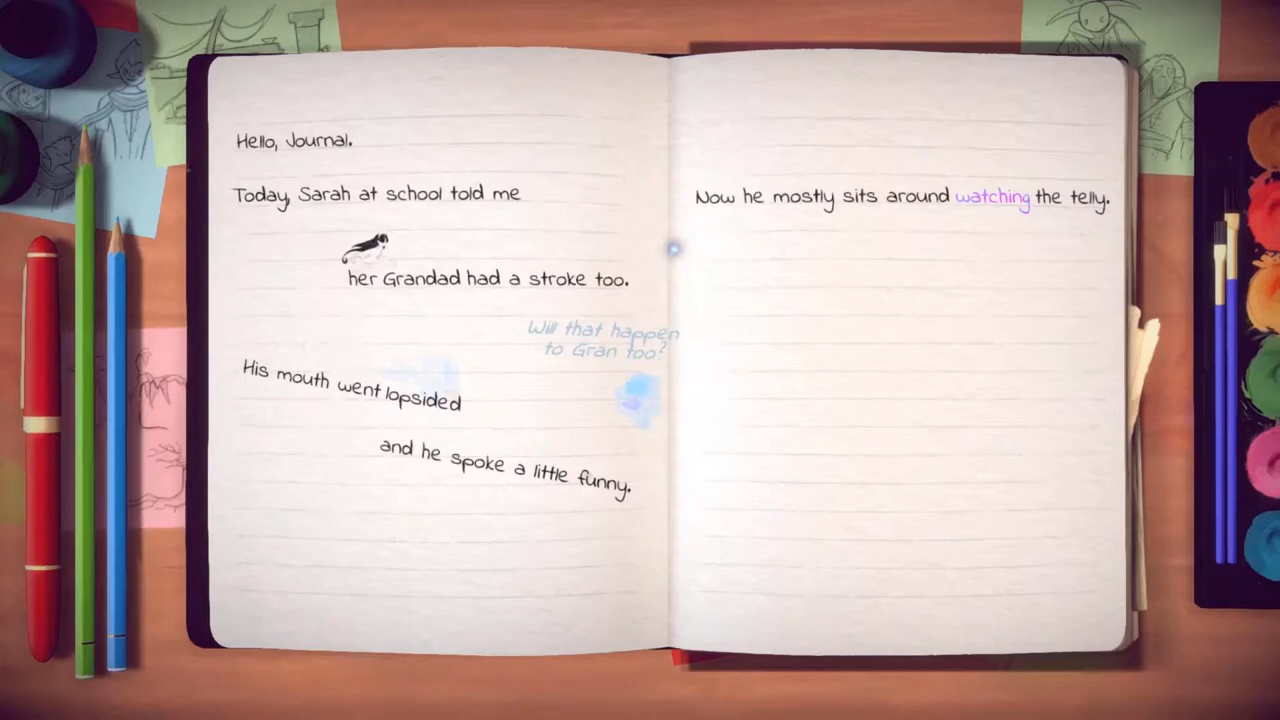 Hello, Journal.
Today, Sarah at school told me
her Grandad had a stroke too.
Will that happen
to Gran too?
His mouth went lopsided
and he spoke a little funny.
Now he mostly sits around watching the telly.